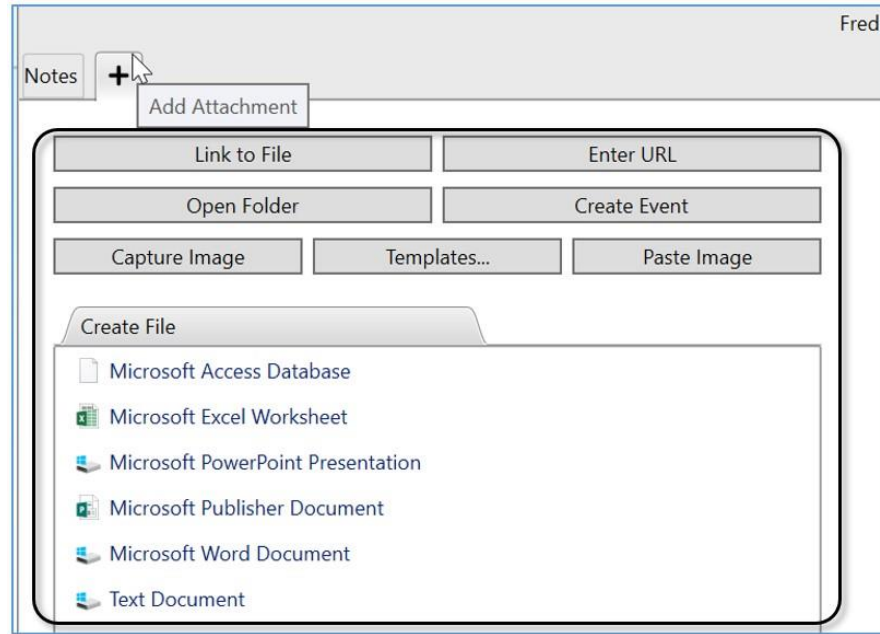 Fred
Notes +
Add Attachment
Link to File Enter URL
Open Folder Create Event
Capture Image Templates... Paste Image
Create File
Microsoft Access Database
Microsoft Excel Worksheet
Microsoft PowerPoint Presentation
Microsoft Publisher Document
Microsoft Word Document
Text Document